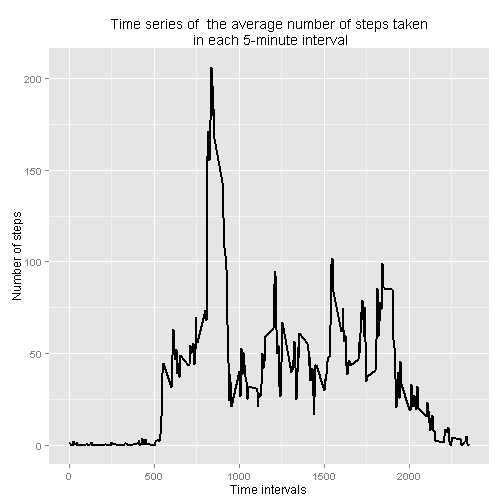 Time series of  the average number of steps taken
in each 5-minute interval
Number of steps
200
150
100
50
0
0
500
1000
1500
2000
Time intervals